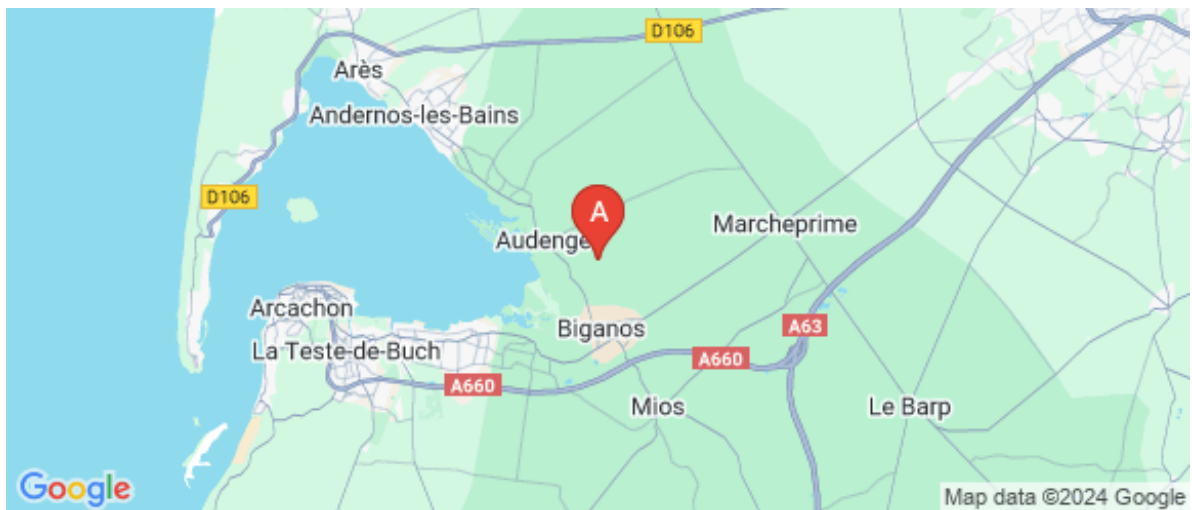 D106
Arès
Andernos-les-Bains
D106
A
Marcheprime
Audenge
Arcachon
Biganos
A63
La Teste-de-Buch
A660
A660
Mios
Le Barp
Google
Map data ©2024 Google